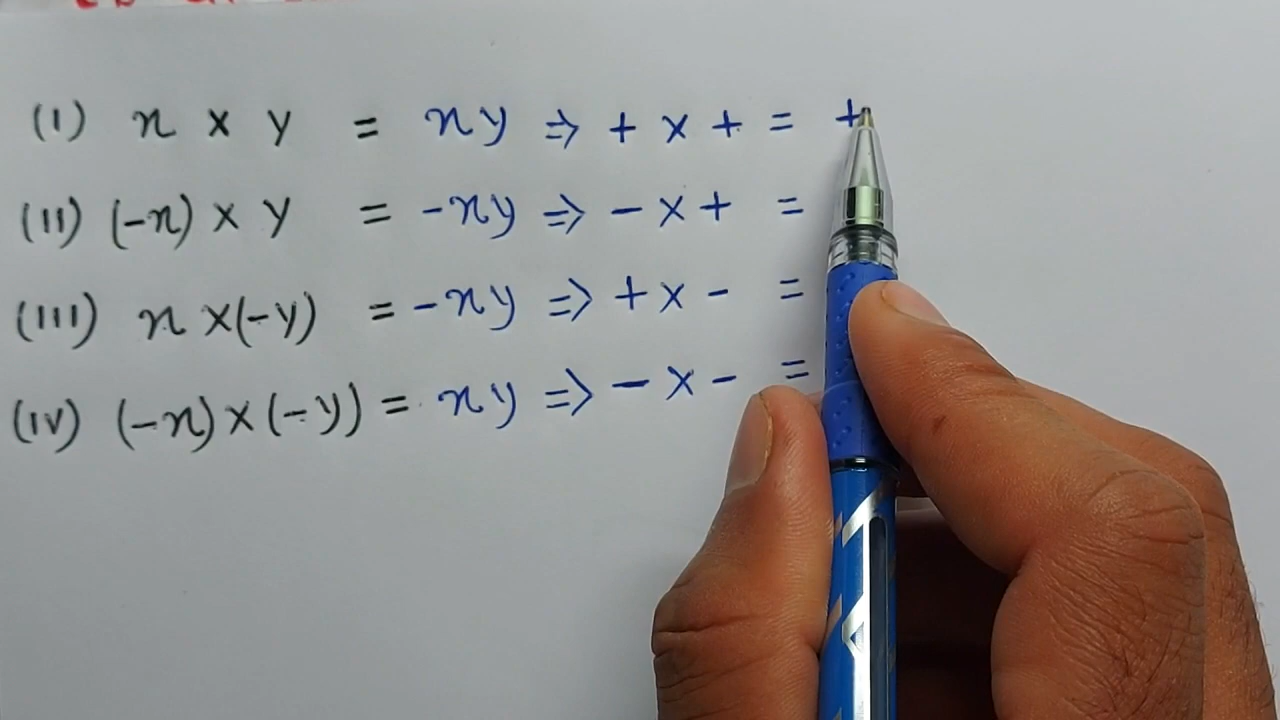 (I) x × y = xy ⇒ + × + = +
(II) (-x) × y = -xy ⇒ - × + =
(III) x ×(-y) = -xy ⇒ + × - =
(IV) (-x) × (-y) = xy ⇒ - × - =